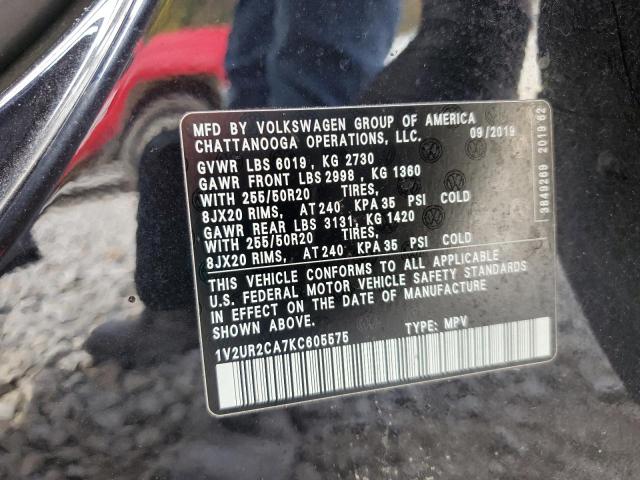 MFD BY VOLKSWAGEN GROUP OF AMERICA
CHATTANOOGA OPERATIONS, LLC. 09/2019
GVWR LBS 6019 , KG 2730
GAWR FRONT LBS 2998 , KG 1360
WITH 255/50R20 TIRES,
8JX20 RIMS, AT 240 KPA 35 PSI COLD
GAWR REAR LBS 3131, KG 1420
WITH 255/50R20 TIRES,
8JX20 RIMS, AT 240 KPA 35 PSI COLD
THIS VEHICLE CONFORMS TO ALL APPLICABLE
U.S. FEDERAL MOTOR VEHICLE SAFETY STANDARDS
IN EFFECT ON THE DATE OF MANUFACTURE
SHOWN ABOVE.
1V2UR2CA7KC605575 TYPE: MPV
3849269 2019 62